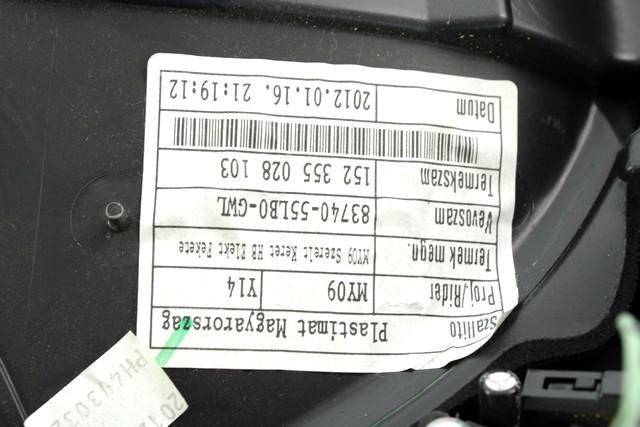 Szallito Plastimat Magyarorszag
Proj/Rider MY09 Y14
Termek megn. MY09 Szerelt Keret HB Elekt Fekete
Vevoszam 83740-55LB0-GWL
Termekszam 152 355 028 103
Datum 2012.01.16. 21:19:12